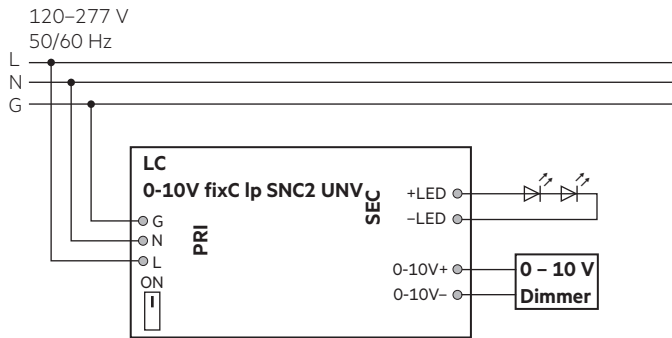 120–277 V
50/60 Hz
L
N
G
LC
0-10V fixC lp SNC2 UNV
PRI
SEC
G
N
L
ON
+LED
–LED
0-10V+
0-10V–
0 – 10 V
Dimmer